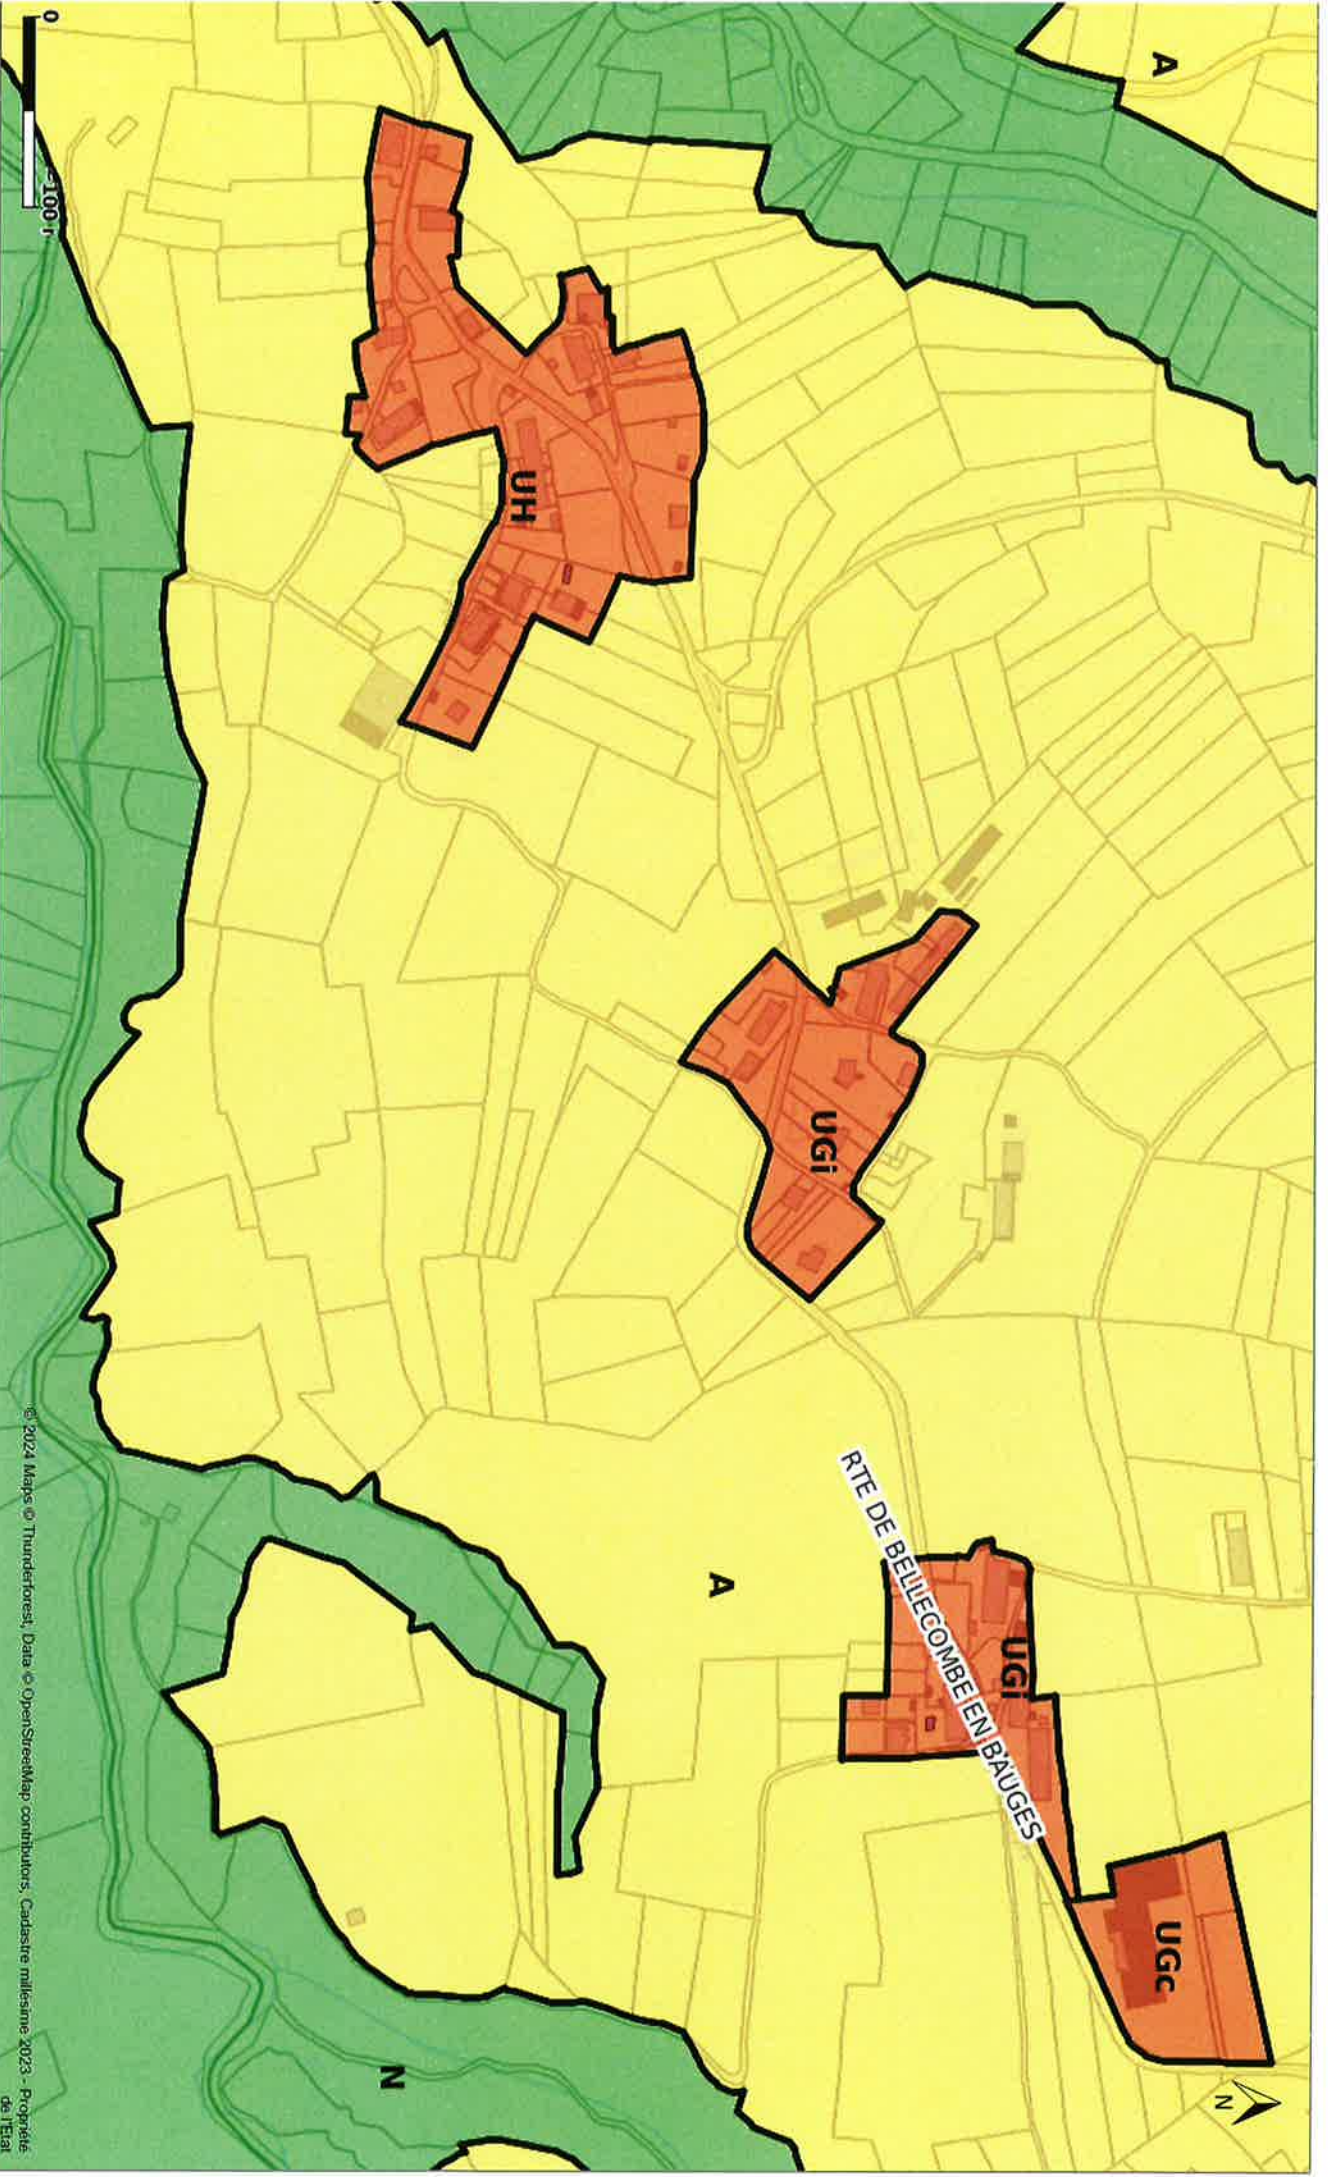 A
N
UGc
UGi
RTE DE BELLECOMBE EN BAUGES
A
UGi
UH
N
0
100
© 2024 Maps © Thunderforest, Data © OpenStreetMap contributors, Cadastre millésime 2023 - Propriété
de l'Etat